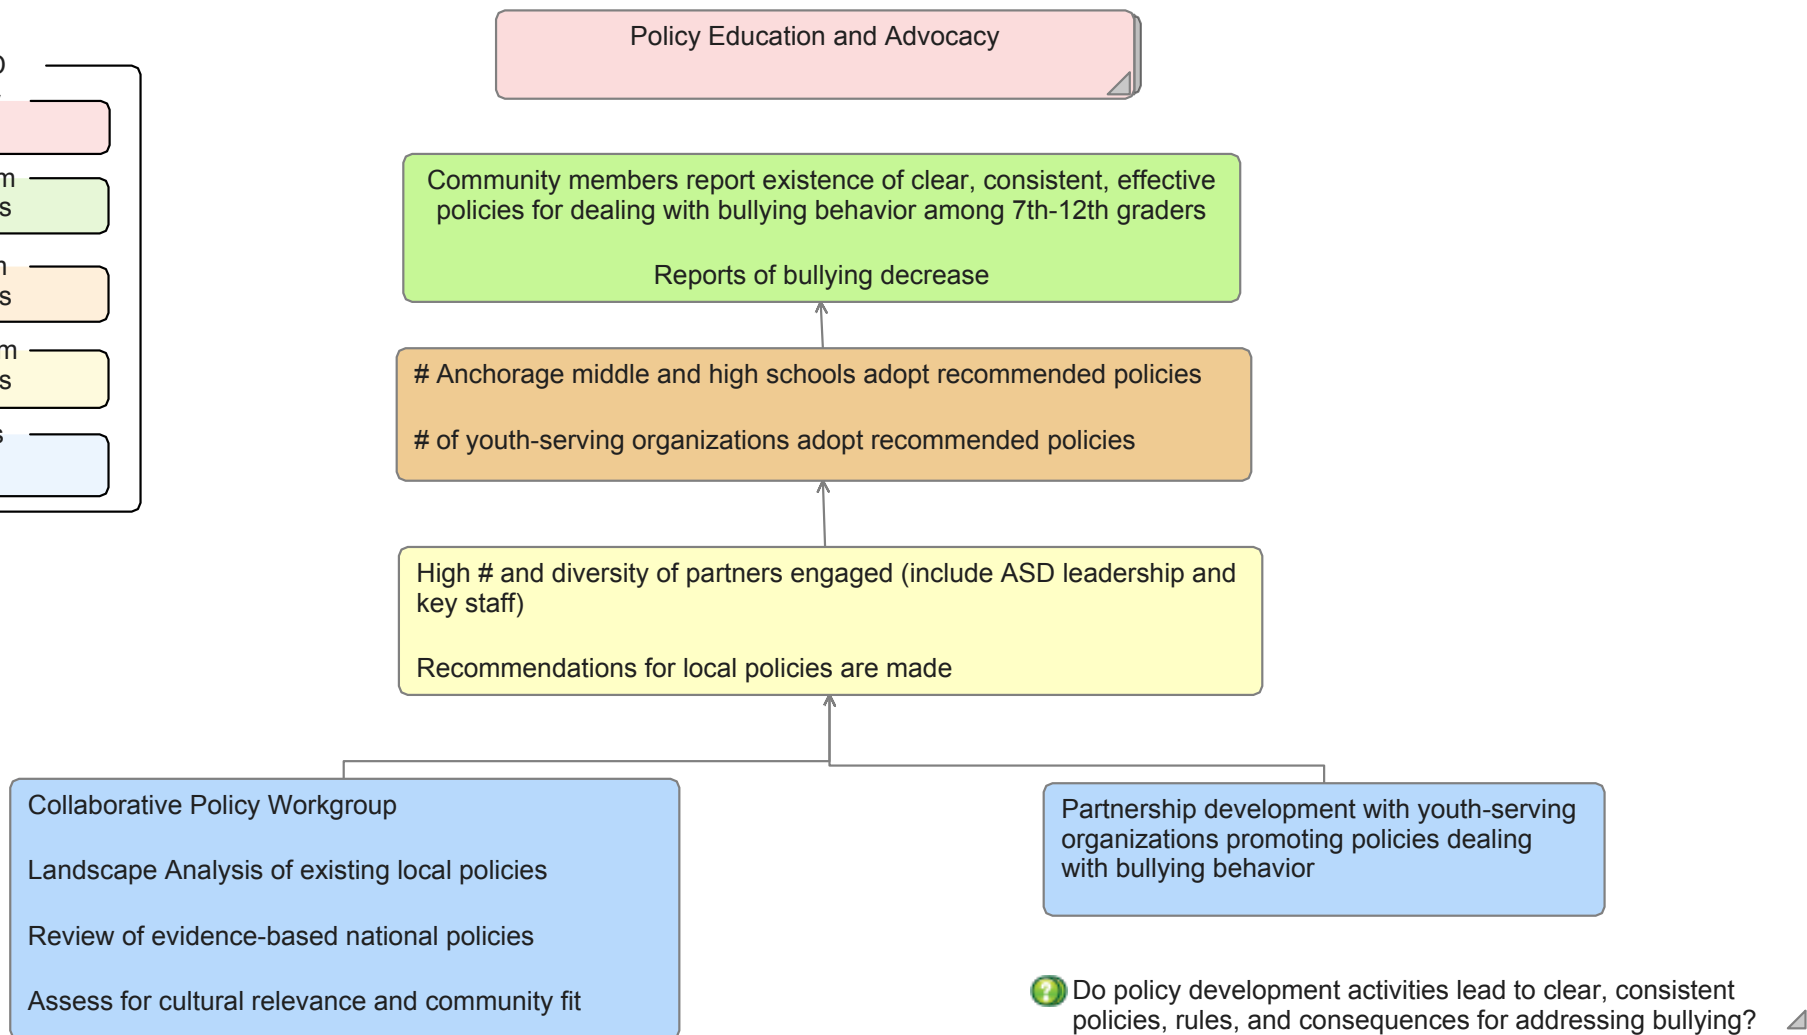 Policy Education and Advocacy
Community members report existence of clear, consistent, effective
policies for dealing with bullying behavior among 7th-12th graders
Reports of bullying decrease
# Anchorage middle and high schools adopt recommended policies
# of youth-serving organizations adopt recommended policies
High # and diversity of partners engaged (include ASD leadership and
key staff)
Recommendations for local policies are made
Collaborative Policy Workgroup
Landscape Analysis of existing local policies
Review of evidence-based national policies
Assess for cultural relevance and community fit
Partnership development with youth-serving
organizations promoting policies dealing
with bullying behavior
Do policy development activities lead to clear, consistent
policies, rules, and consequences for addressing bullying?